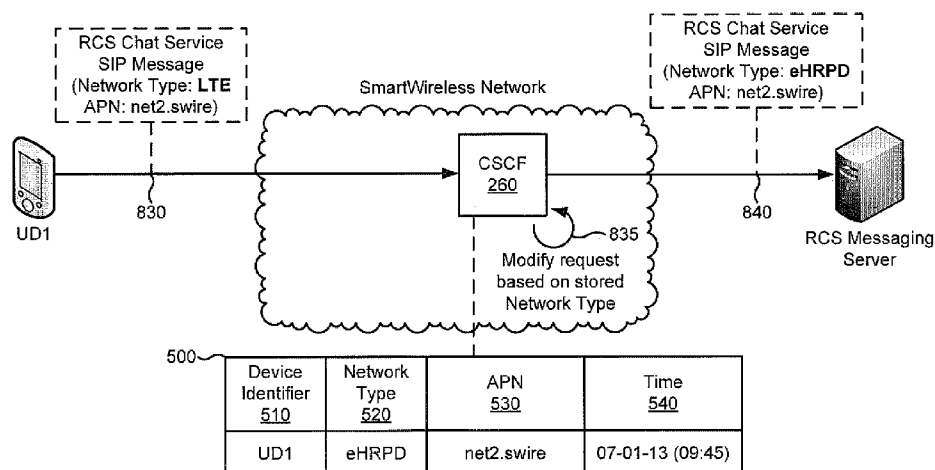 RCS Chat Service
SIP Message
(Network Type: LTE
APN: net2.swire)
RCS Chat Service
SIP Message
(Network Type: eHRPD
APN: net2.swire)
SmartWireless Network
CSCF
260
830
840
835
UD1
Modify request
based on stored
Network Type
RCS Messaging
Server
500
Device
Identifier
510
Network
Type
520
APN
530
Time
540
UD1
eHRPD
net2.swire
07-01-13 (09:45)